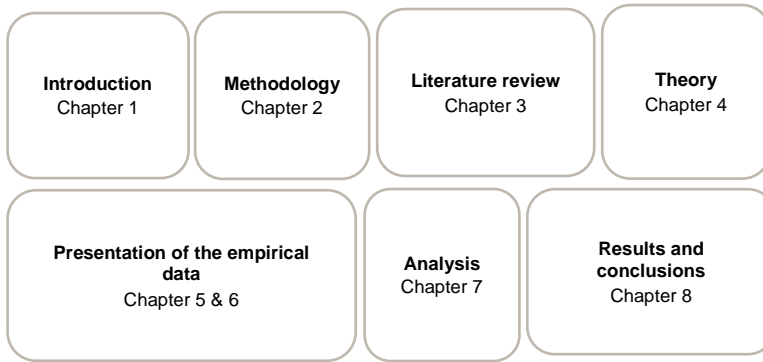 Introduction
Chapter 1
Methodology
Chapter 2
Literature review
Chapter 3
Theory
Chapter 4
Presentation of the empirical
data
Chapter 5 & 6
Analysis
Chapter 7
Results and
conclusions
Chapter 8